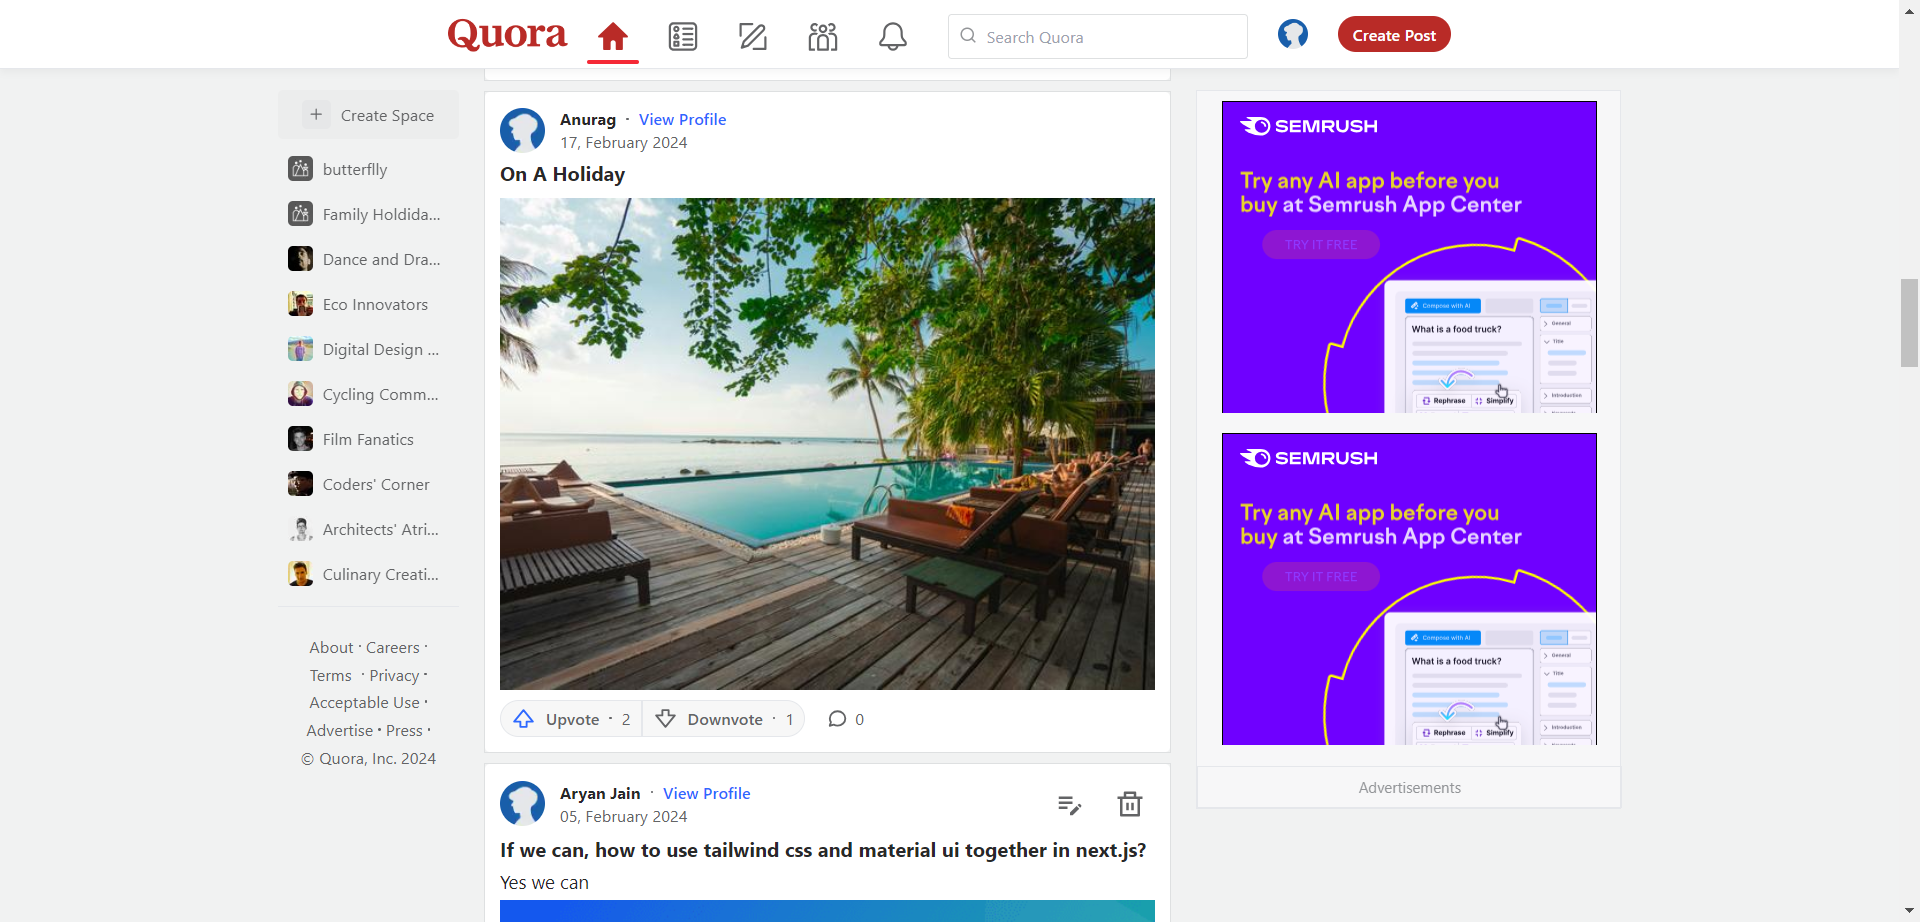 Quora
Search Quora
Create Post
Create Space
butterflly
Family Holdida...
Dance and Dra...
Eco Innovators
Digital Design ...
Cycling Comm...
Film Fanatics
Coders' Corner
Architects' Atri...
Culinary Creati...
About · Careers ·
Terms · Privacy ·
Acceptable Use ·
Advertise · Press ·
© Quora, Inc. 2024
Anurag · View Profile
17, February 2024
On A Holiday
Upvote · 2
Downvote · 1
0
Aryan Jain · View Profile
05, February 2024
If we can, how to use tailwind css and material ui together in next.js?
Yes we can
SEMRUSH
Try any AI app before you
buy at Semrush App Center
TRY IT FREE
Compose with AI
What is a food truck?
General
Title
Rephrase
Simplify
Introduction
SEMRUSH
Try any AI app before you
buy at Semrush App Center
TRY IT FREE
Compose with AI
What is a food truck?
General
Title
Rephrase
Simplify
Introduction
Advertisements